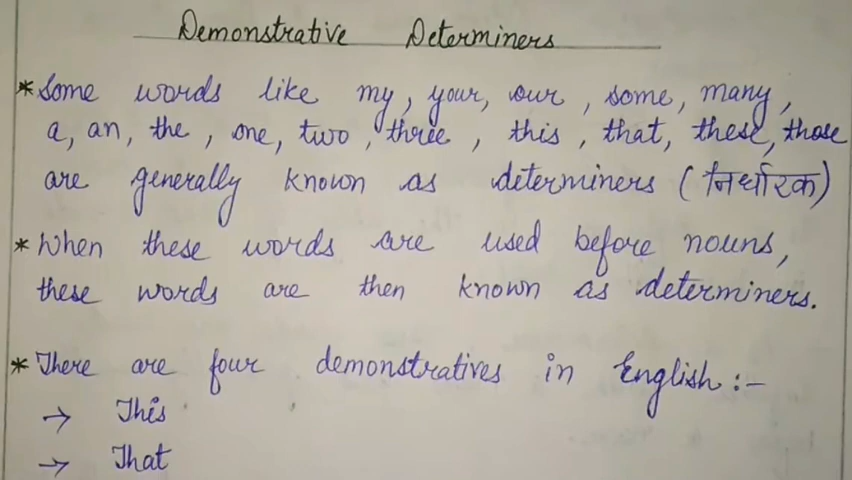 Demonstrative Determiners
* Some words like my, your, our, some, many,
a, an, the, one, two, three, this, that, these, those
are generally known as determiners (निर्धारक)
* When these words are used before nouns,
these words are then known as determiners.
* There are four demonstratives in English:-
→ This
→ That